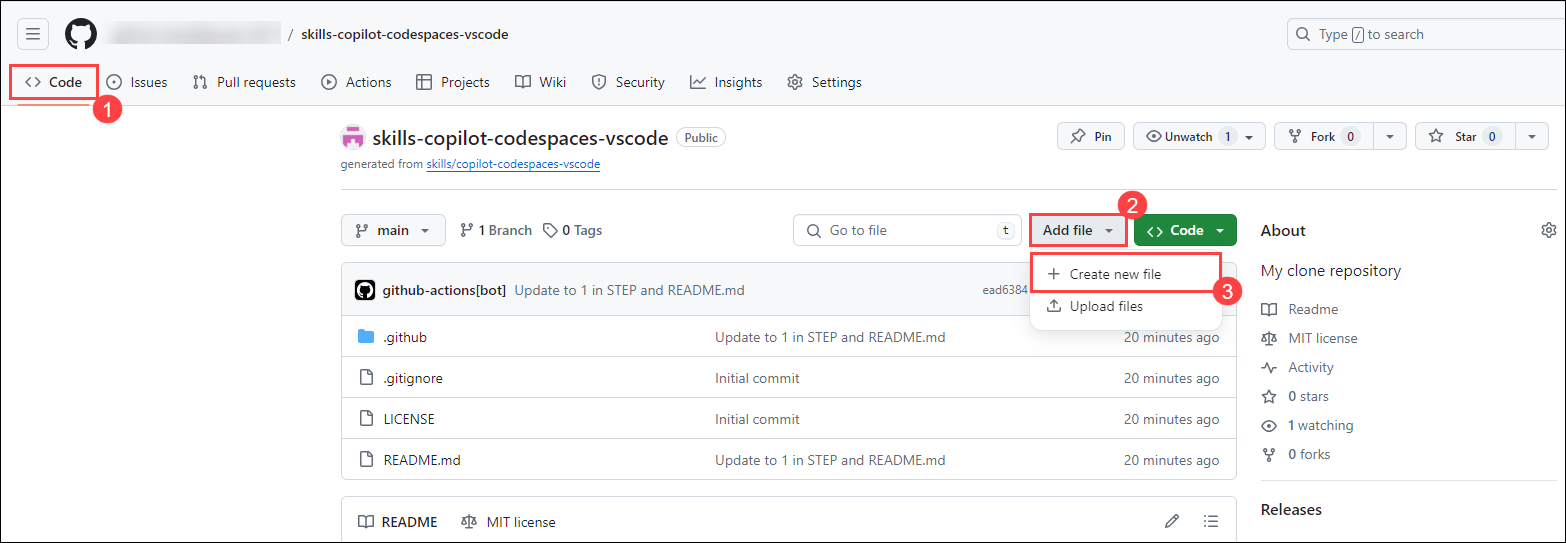 / skills-copilot-codespaces-vscode
Type / to search
Code Issues Pull requests Actions Projects Wiki Security Insights Settings
1
skills-copilot-codespaces-vscode Public
Pin Unwatch 1 Fork 0 Star 0
generated from skills/copilot-codespaces-vscode
2
main 1 Branch 0 Tags Go to file t Add file Code
About
My clone repository
Create new file
3
Upload files
github-actions[bot] Update to 1 in STEP and README.md ead6384
.github Update to 1 in STEP and README.md 20 minutes ago
.gitignore Initial commit 20 minutes ago
LICENSE Initial commit 20 minutes ago
README.md Update to 1 in STEP and README.md 20 minutes ago
Readme
MIT license
Activity
0 stars
1 watching
0 forks
README MIT license
Releases